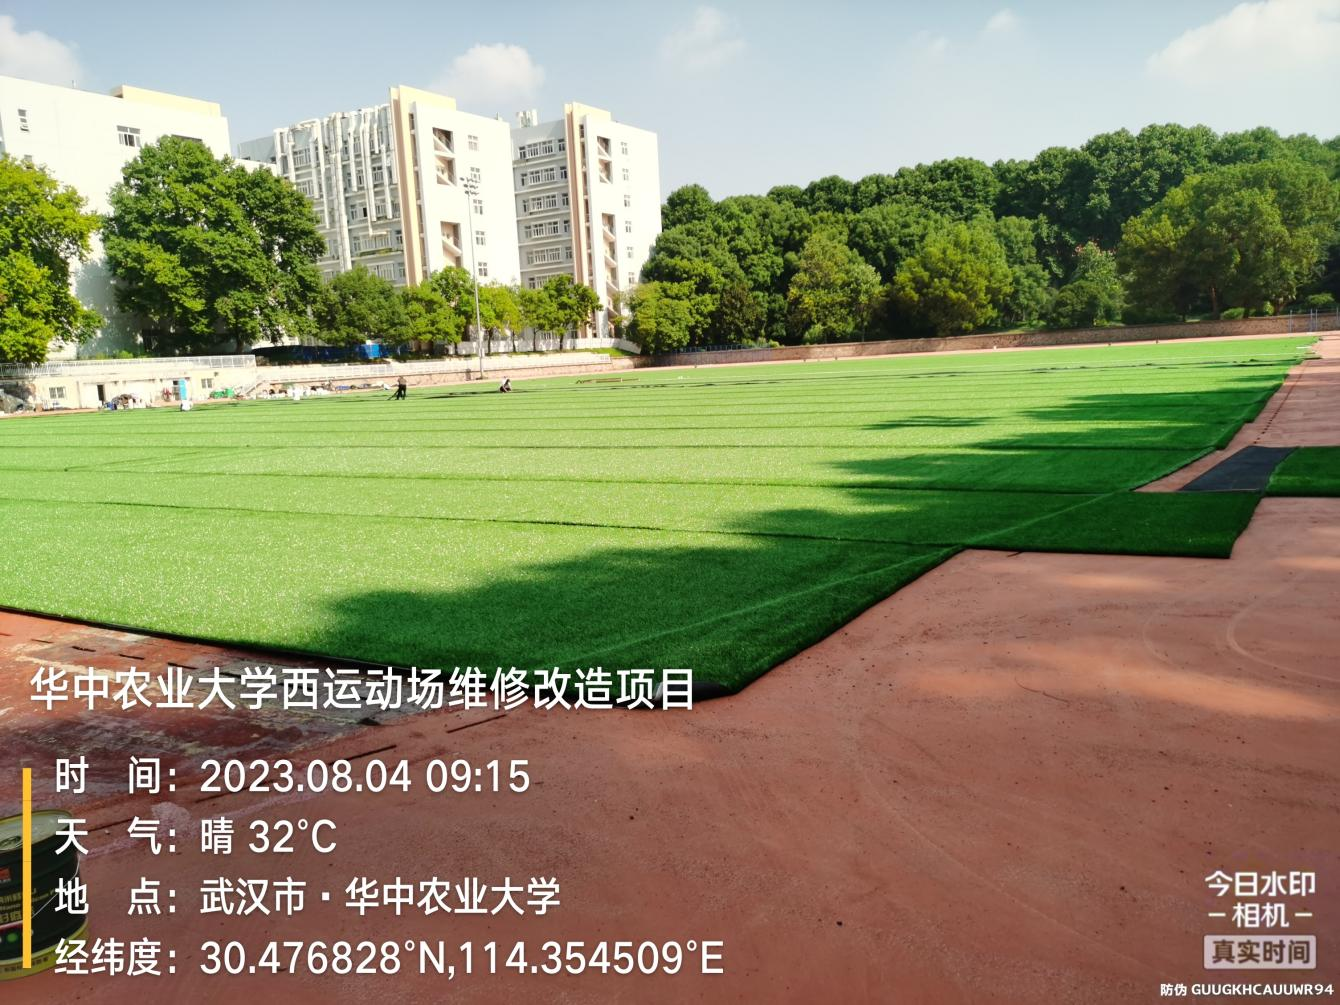 华中农业大学西运动场维修改造项目
时 间：2023.08.04 09:15
天 气：晴 32°C
地 点：武汉市·华中农业大学
经纬度：30.476828°N,114.354509°E
今日水印
-相机-
真实时间
防伪 GUUGKHCAUUWR94